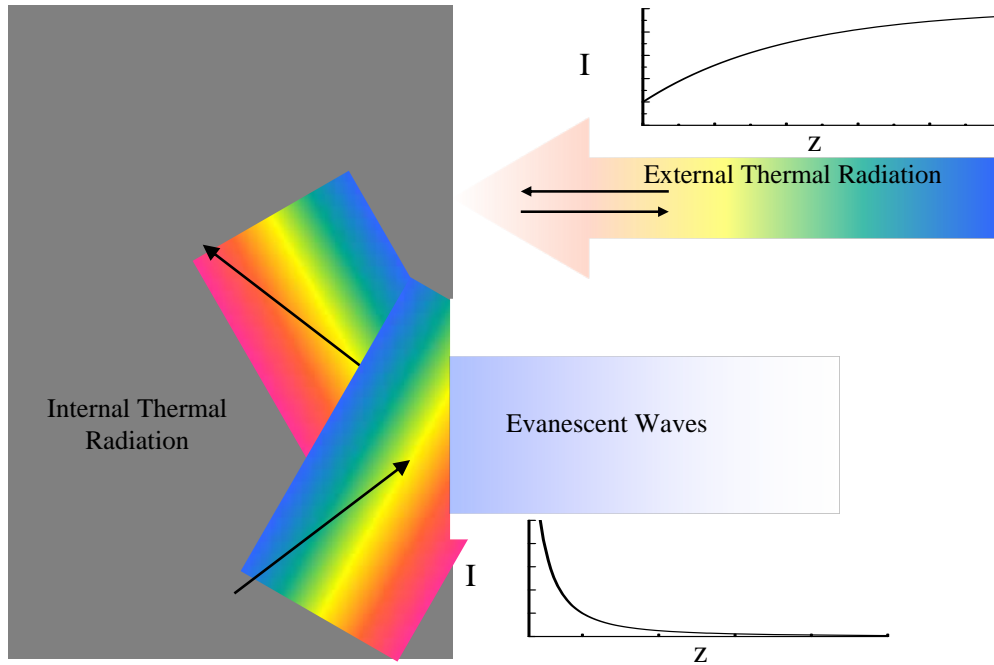 I
z
External Thermal Radiation
Internal Thermal
Radiation
Evanescent Waves
I
z